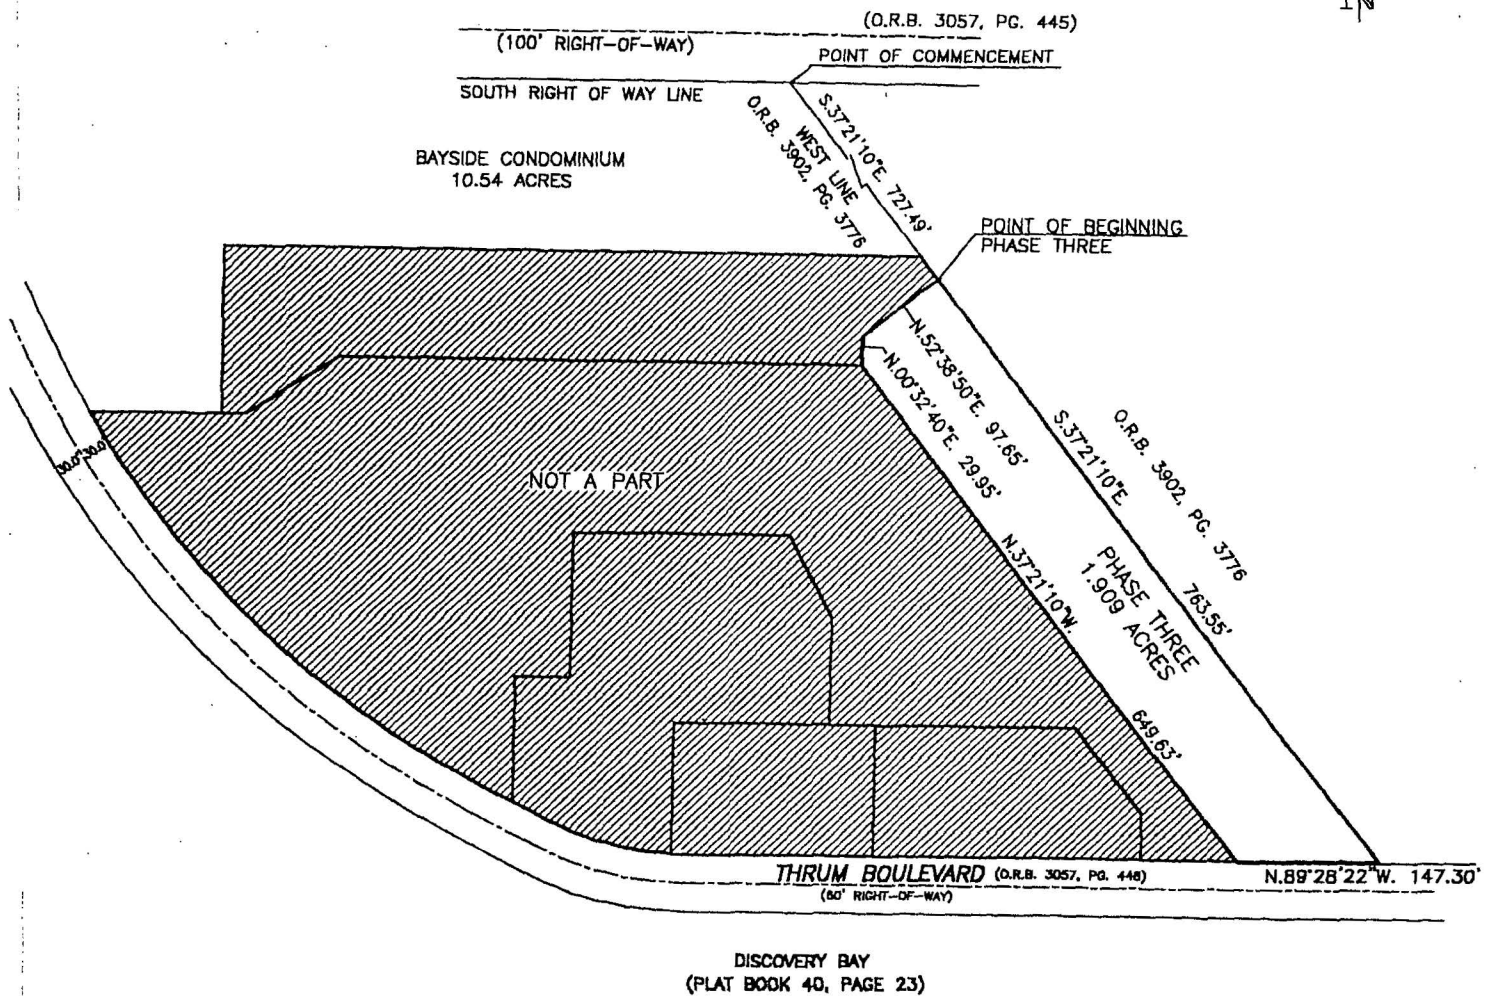 N
(O.R.B. 3057, PG. 445)
(100' RIGHT-OF-WAY)
POINT OF COMMENCEMENT
SOUTH RIGHT OF WAY LINE
S.37°21'10"E. 727.49'
WEST LINE
O.R.B. 3902, PG. 3776
BAYSIDE CONDOMINIUM
10.54 ACRES
POINT OF BEGINNING
PHASE THREE
N.52°38'50"E. 97.65'
N.00°32'40"E. 29.95'
S.37°21'10"E. 763.55'
O.R.B. 3902, PG. 3776
30.0' 30.0'
NOT A PART
N.37°21'10"W. 649.63'
PHASE THREE
1.909 ACRES
THRUM BOULEVARD (O.R.B. 3057, PG. 446)
(60' RIGHT-OF-WAY)
N.89°28'22"W. 147.30'
DISCOVERY BAY
(PLAT BOOK 40, PAGE 23)